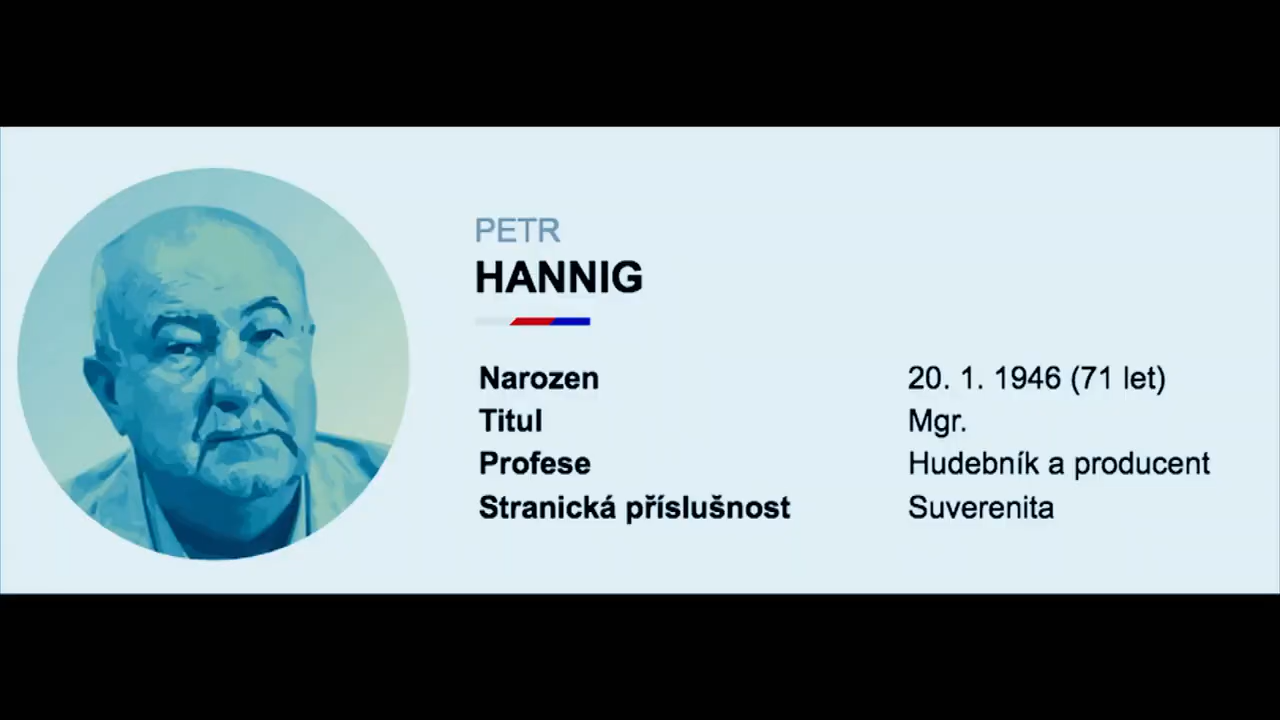 PETR
HANNIG
Narozen 20. 1. 1946 (71 let)
Titul Mgr.
Profese Hudebník a producent
Stranická příslušnost Suverenita